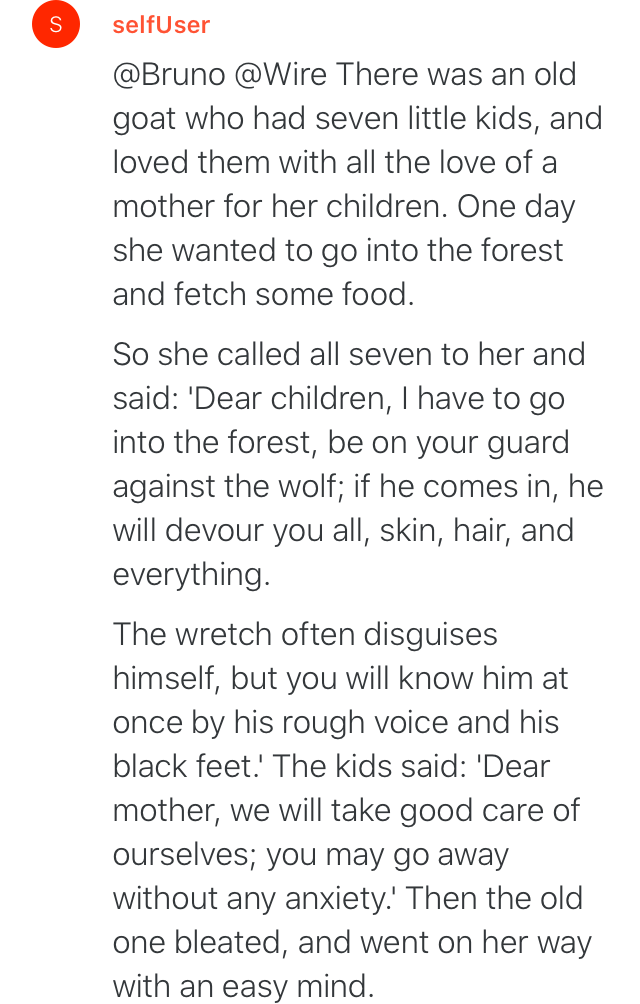 S
selfUser
@Bruno @Wire There was an old
goat who had seven little kids, and
loved them with all the love of a
mother for her children. One day
she wanted to go into the forest
and fetch some food.
So she called all seven to her and
said: 'Dear children, I have to go
into the forest, be on your guard
against the wolf; if he comes in, he
will devour you all, skin, hair, and
everything.
The wretch often disguises
himself, but you will know him at
once by his rough voice and his
black feet.' The kids said: 'Dear
mother, we will take good care of
ourselves; you may go away
without any anxiety.' Then the old
one bleated, and went on her way
with an easy mind.